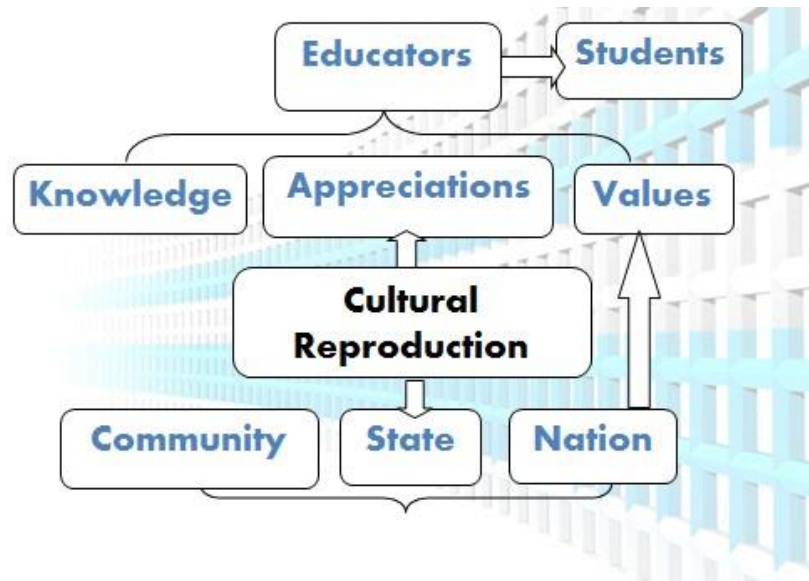 Educators
Students
Knowledge
Appreciations
Values
Cultural
Reproduction
Community
State
Nation